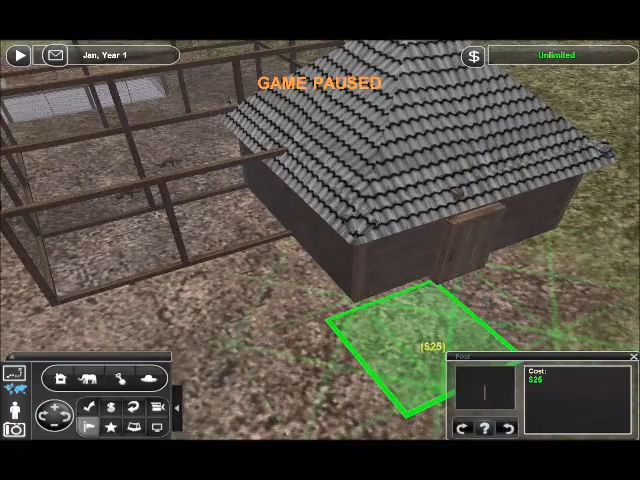 Jan, Year 1
$
Unlimited
GAME PAUSED
($25)
Post
Cost:
$25
$
?